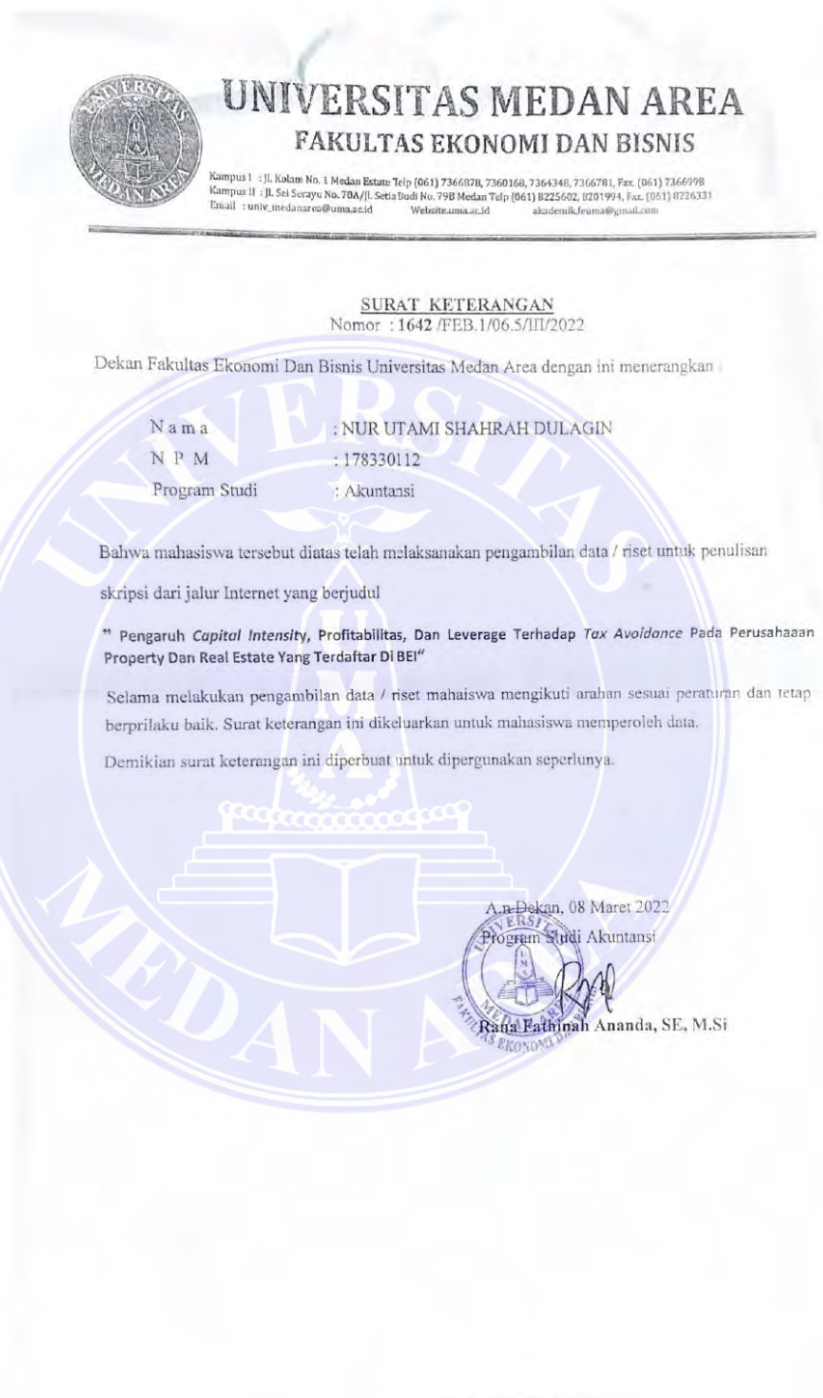 UNIVERSITAS MEDAN AREA
FAKULTAS EKONOMI DAN BISNIS
Kampus I : Jl. Kolam No. 1 Medan Estate Telp (061) 7366878, 7360168, 7364348, 7366781, Fax. (061) 7366998
Kampus II : Jl. Sei Serayu No. 70A/Jl. Setia Budi No. 79B Medan Telp (061) 8225602, 8201994, Fax. (061) 8226331
Email : univ_medanarea@uma.ac.id Website.uma.ac.id akademik.feuma@gmail.com
SURAT KETERANGAN
Nomor : 1642 /FEB.1/06.5/III/2022
Dekan Fakultas Ekonomi Dan Bisnis Universitas Medan Area dengan ini menerangkan :
N a m a : NUR UTAMI SHAHRAH DULAGIN
N P M : 178330112
Program Studi : Akuntansi
Bahwa mahasiswa tersebut diatas telah melaksanakan pengambilan data / riset untuk penulisan
skripsi dari jalur Internet yang berjudul
" Pengaruh Capital Intensity, Profitabilitas, Dan Leverage Terhadap Tax Avoidance Pada Perusahaaan
Property Dan Real Estate Yang Terdaftar Di BEI"
Selama melakukan pengambilan data / riset mahaiswa mengikuti arahan sesuai peraturan dan tetap
berprilaku baik. Surat keterangan ini dikeluarkan untuk mahasiswa memperoleh data.
Demikian surat keterangan ini diperbuat untuk dipergunakan seperlunya.
A.n Dekan, 08 Maret 2022
Program Studi Akuntansi
Rana Fathinah Ananda, SE, M.Si
UNIVERSITAS
UMA
MEDAN AREA